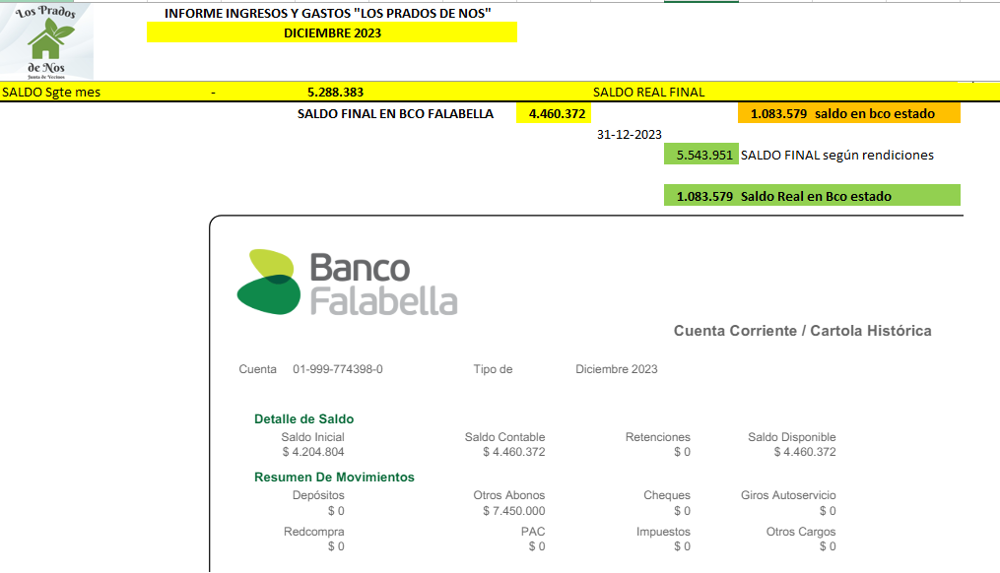 Los Prados
de Nos
Junta de Vecinos
INFORME INGRESOS Y GASTOS "LOS PRADOS DE NOS"
DICIEMBRE 2023
SALDO Sgte mes - 5.288.383 SALDO REAL FINAL
SALDO FINAL EN BCO FALABELLA 4.460.372 1.083.579 saldo en bco estado
31-12-2023
5.543.951 SALDO FINAL según rendiciones
1.083.579 Saldo Real en Bco estado
Banco
Falabella
Cuenta Corriente / Cartola Histórica
Cuenta 01-999-774398-0 Tipo de Diciembre 2023
Detalle de Saldo
Saldo Inicial Saldo Contable Retenciones Saldo Disponible
$ 4.204.804 $ 4.460.372 $ 0 $ 4.460.372
Resumen De Movimientos
Depósitos Otros Abonos Cheques Giros Autoservicio
$ 0 $ 7.450.000 $ 0 $ 0
Redcompra PAC Impuestos Otros Cargos
$ 0 $ 0 $ 0 $ 0